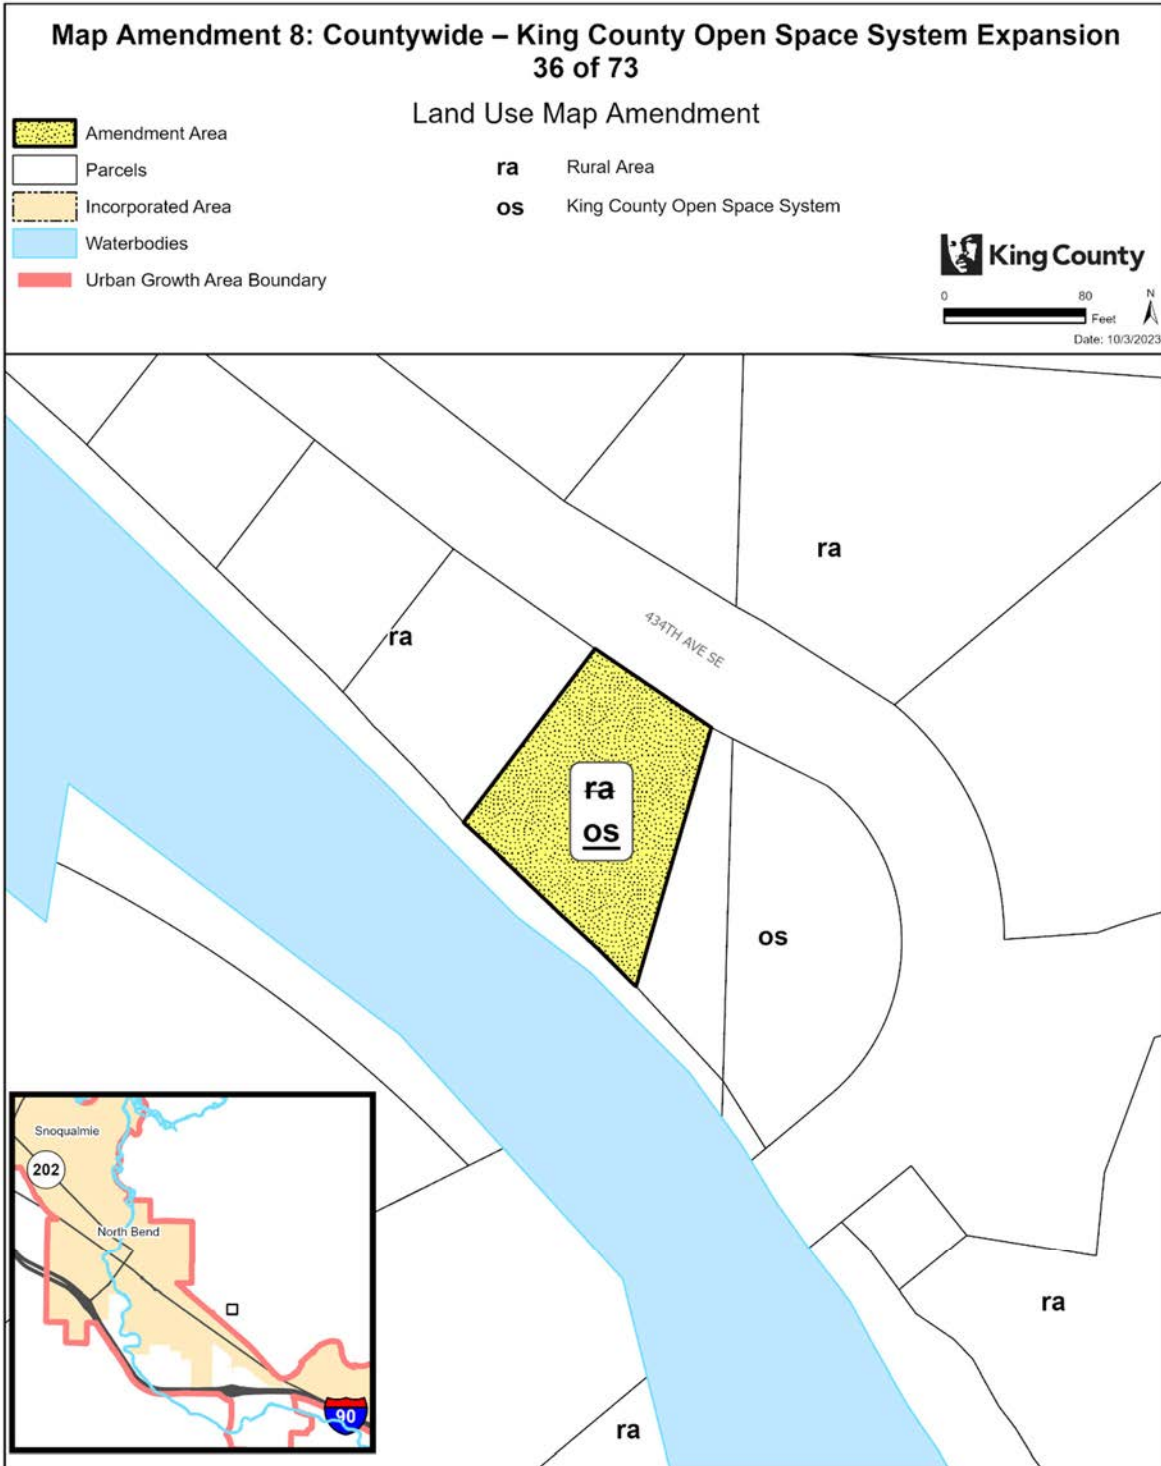 Map Amendment 8: Countywide – King County Open Space System Expansion
36 of 73
Land Use Map Amendment
Amendment Area
Parcels
Incorporated Area
Waterbodies
Urban Growth Area Boundary
ra Rural Area
os King County Open Space System
King County
0 80
Feet
N
Date: 10/3/2023
ra
434TH AVE SE
ra
ra
os
os
Snoqualmie
202
North Bend
90
ra
ra